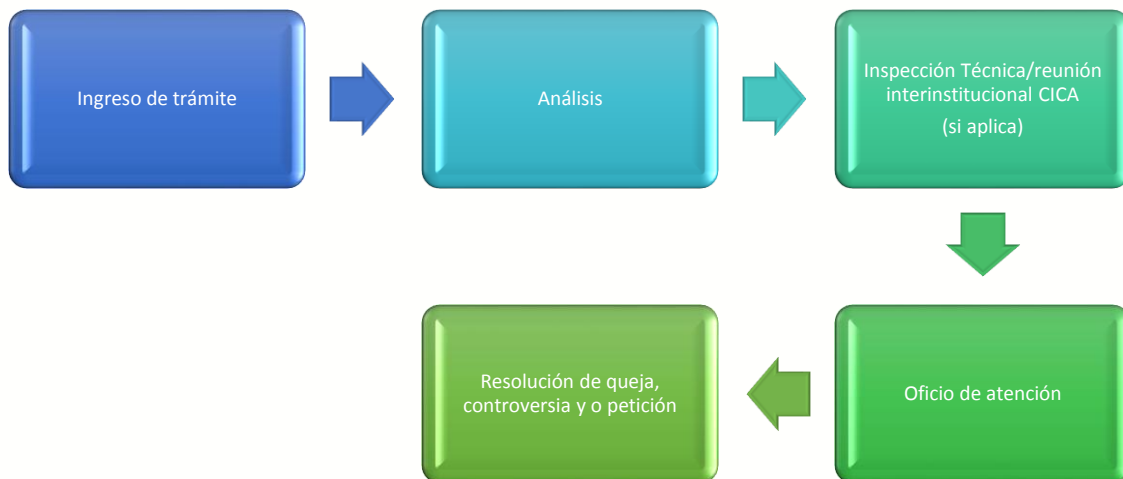 Ingreso de trámite
Análisis
Inspección Técnica/reunión
interinstitucional CICA
(si aplica)
Oficio de atención
Resolución de queja,
controversia y o petición